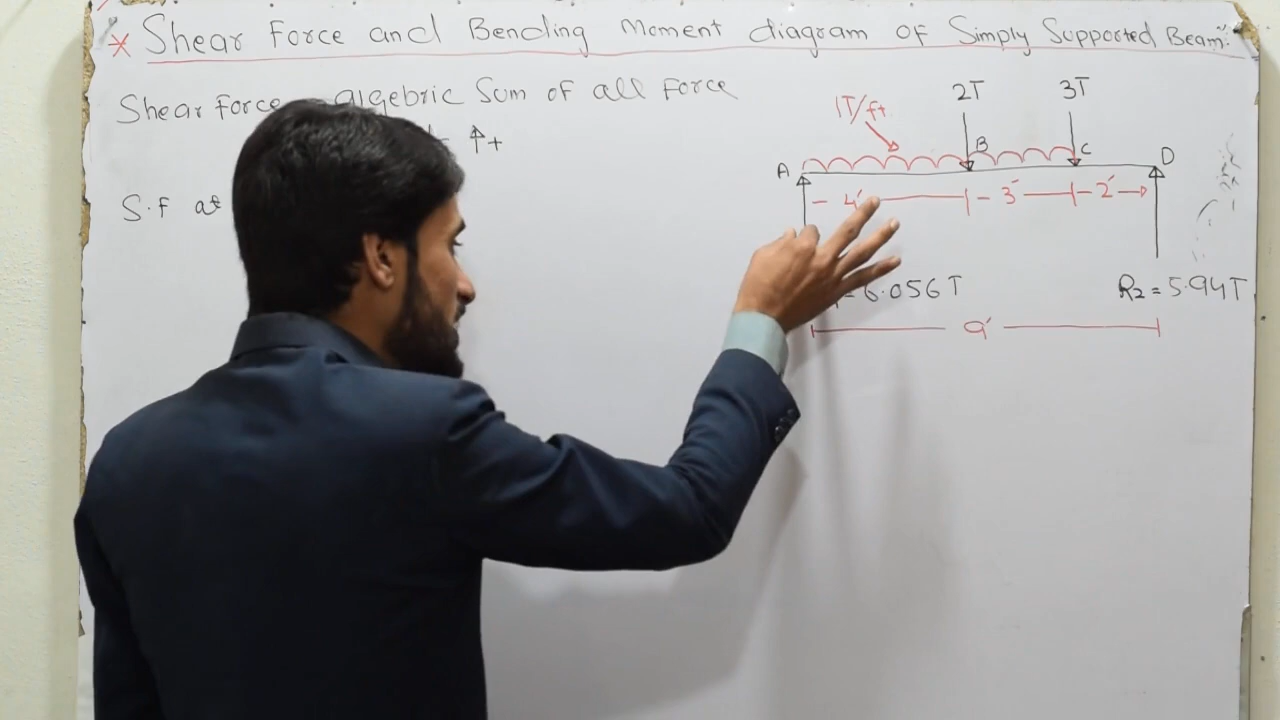 * Shear Force and Bending Moment diagram of Simply Supported Beam:
Shear Force algebric Sum of all Force
↑+
S.F at
1T/ft
2T
3T
A
B
C
D
4'
3'
2'
= 6.056T
R2 = 5.94T
9'